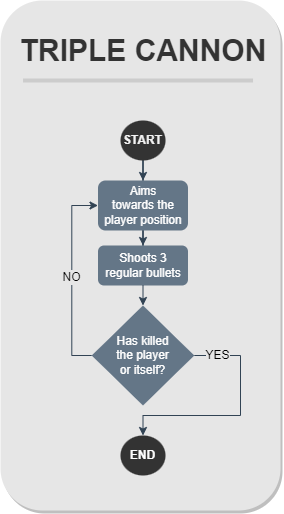 TRIPLE CANNON
START
Aims
towards the
player position
Shoots 3
regular bullets
NO
Has killed
the player
or itself?
YES
END